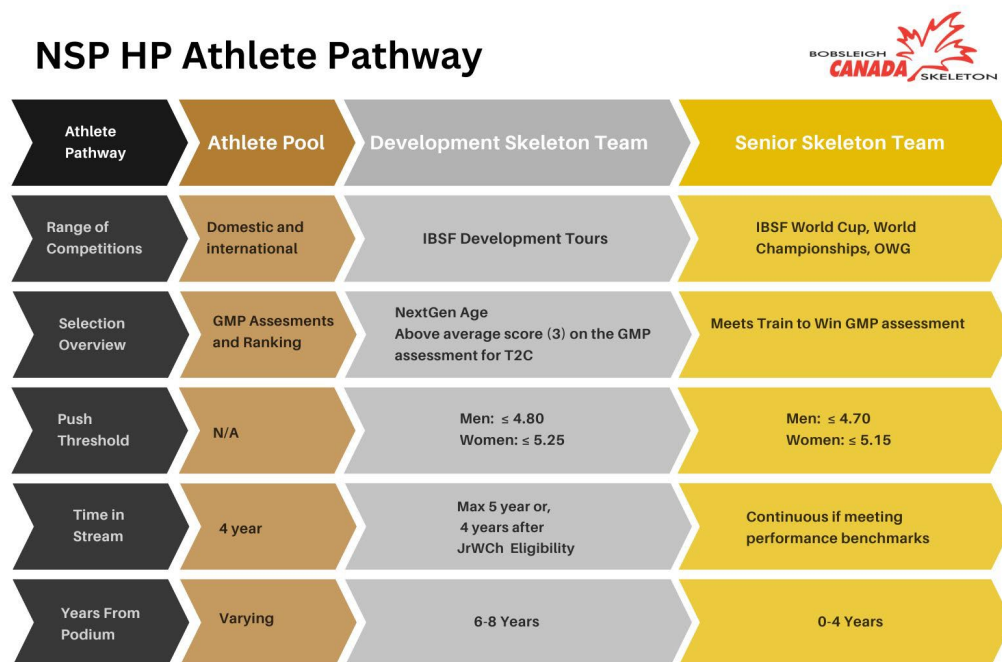 NSP HP Athlete Pathway
BOBSLEIGH
CANADA
SKELETON
Athlete
Pathway
Athlete Pool
Development Skeleton Team
Senior Skeleton Team
Range of
Competitions
Domestic and
international
IBSF Development Tours
IBSF World Cup, World
Championships, OWG
Selection
Overview
GMP Assesments
and Ranking
NextGen Age
Above average score (3) on the GMP
assessment for T2C
Meets Train to Win GMP assessment
Push
Threshold
N/A
Men: ≤ 4.80
Women: ≤ 5.25
Men: ≤ 4.70
Women: ≤ 5.15
Time in
Stream
4 year
Max 5 year or,
4 years after
JrWCh Eligibility
Continuous if meeting
performance benchmarks
Years From
Podium
Varying
6-8 Years
0-4 Years